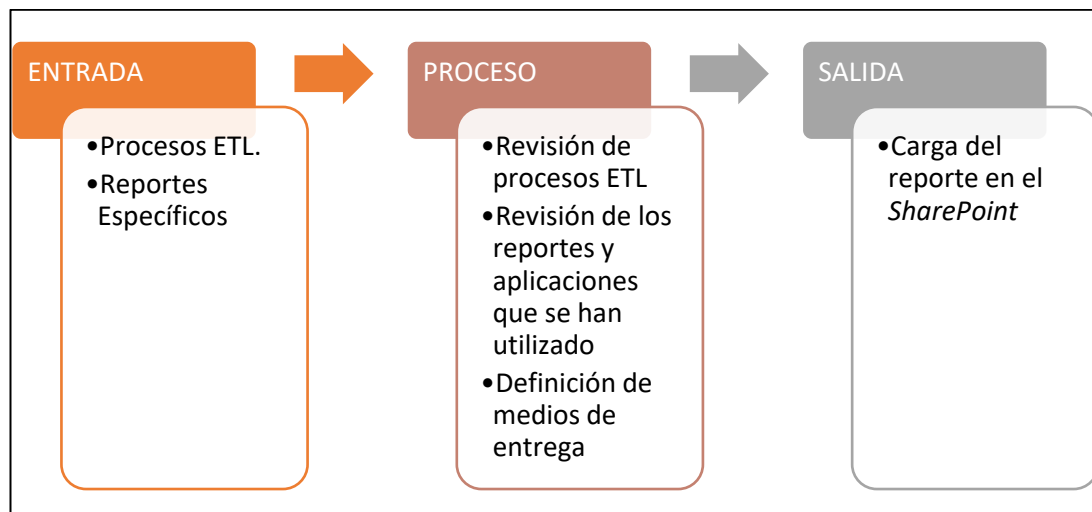 ENTRADA
•Procesos ETL.
•Reportes
Específicos
PROCESO
•Revisión de
procesos ETL
•Revisión de los
reportes y
aplicaciones
que se han
utilizado
•Definición de
medios de
entrega
SALIDA
•Carga del
reporte en el
SharePoint